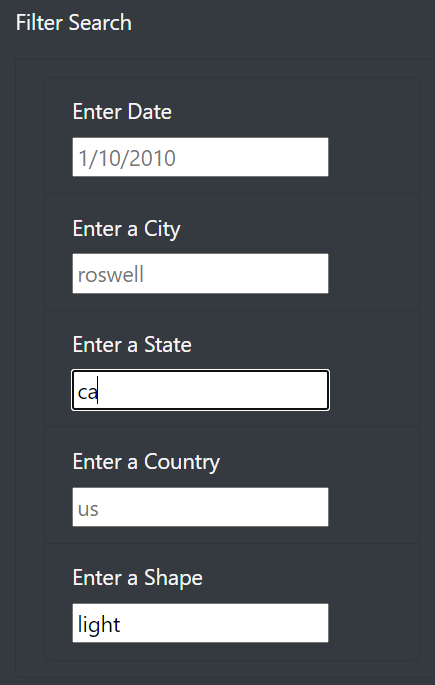 Filter Search
Enter Date
1/10/2010
Enter a City
roswell
Enter a State
ca
Enter a Country
us
Enter a Shape
light